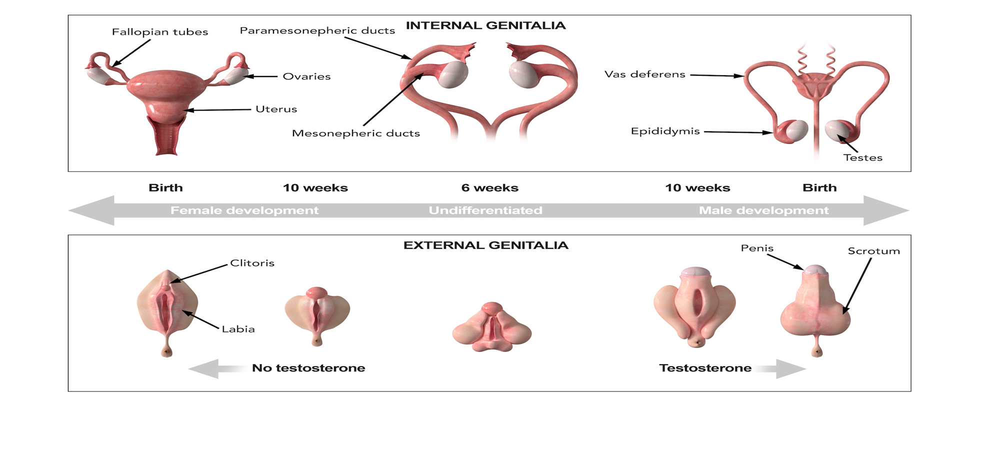 INTERNAL GENITALIA
Fallopian tubes
Paramesonepheric ducts
Ovaries
Vas deferens
Uterus
Mesonepheric ducts
Epididymis
Testes
Birth
10 weeks
6 weeks
10 weeks
Birth
Female development
Undifferentiated
Male development
EXTERNAL GENITALIA
Penis
Scrotum
Clitoris
Labia
No testosterone
Testosterone